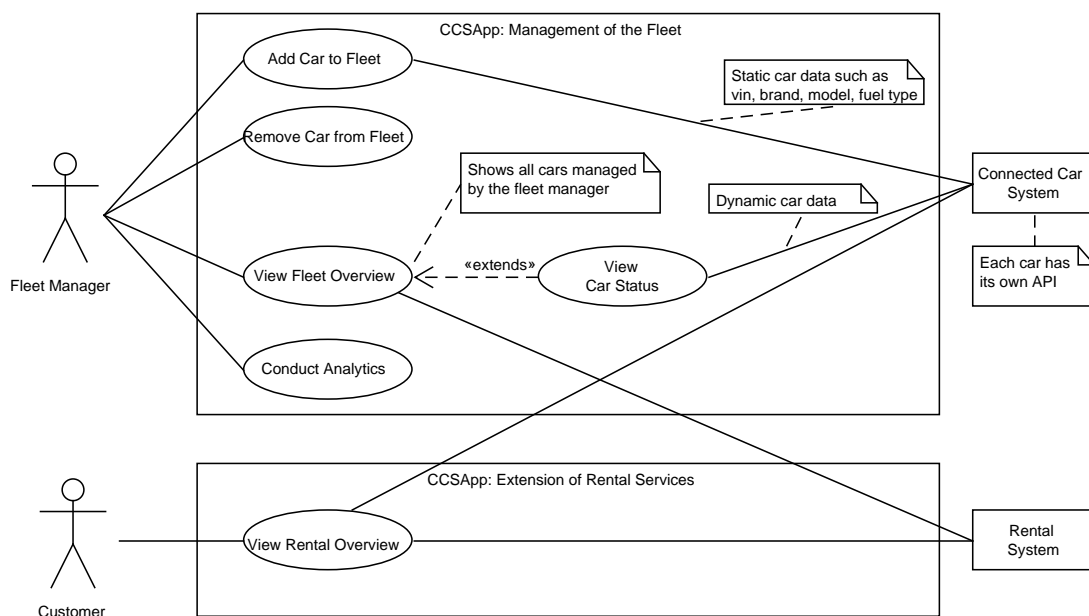 CCSApp: Management of the Fleet
Add Car to Fleet
Static car data such as
vin, brand, model, fuel type
Remove Car from Fleet
Shows all cars managed
by the fleet manager
Connected Car
System
Dynamic car data
Fleet Manager
View Fleet Overview
«extends»
View
Car Status
Each car has
its own API
Conduct Analytics
CCSApp: Extension of Rental Services
View Rental Overview
Rental
System
Customer